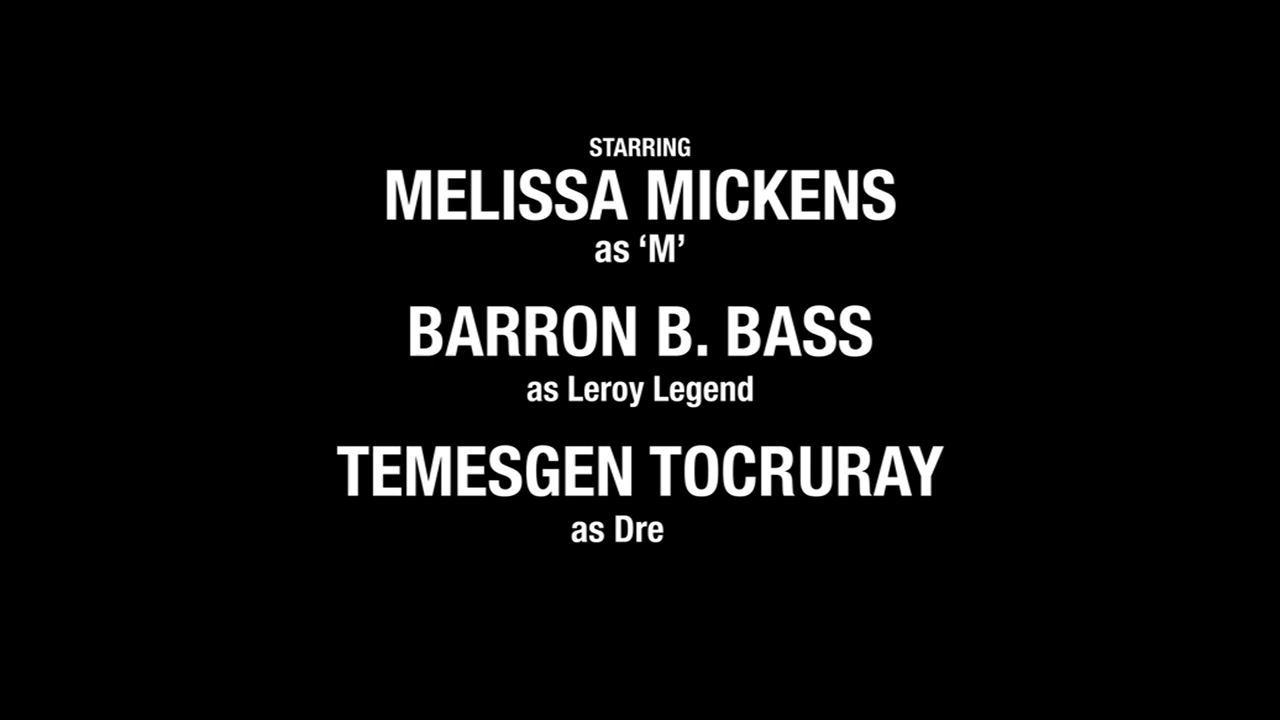 STARRING
MELISSA MICKENS
as ‘M’
BARRON B. BASS
as Leroy Legend
TEMESGEN TOCRURAY
as Dre